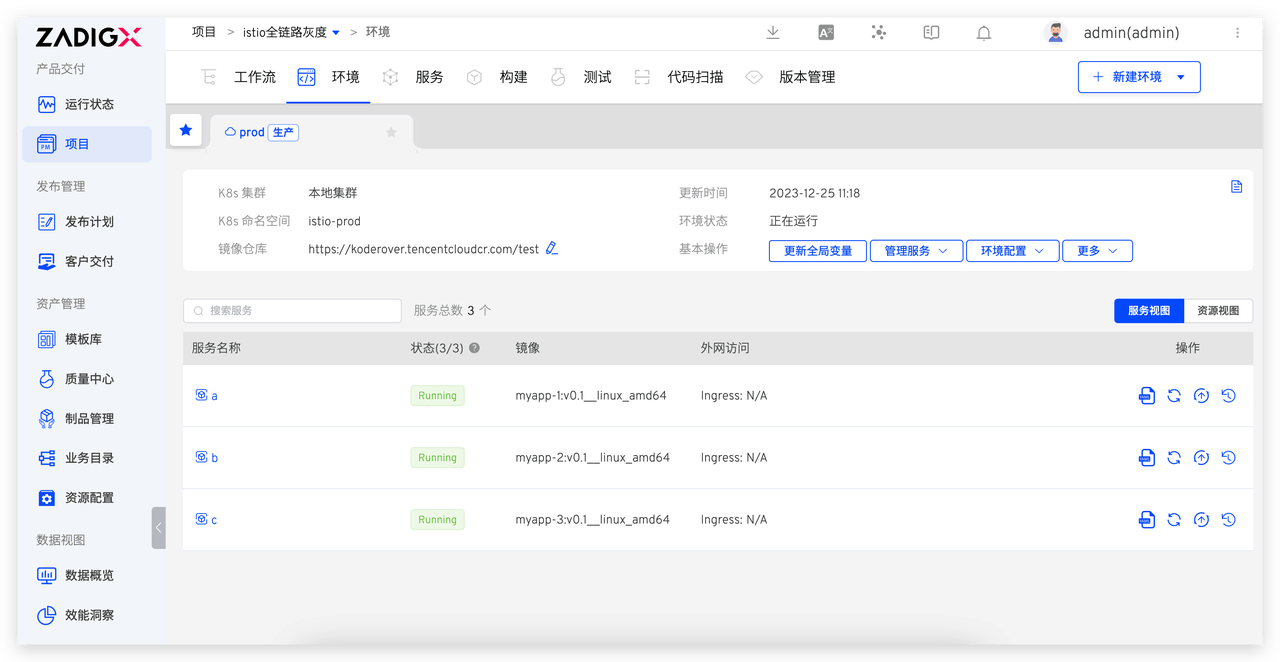 ZADIGX
产品交付
运行状态
项目
发布管理
发布计划
客户交付
资产管理
模板库
质量中心
制品管理
业务目录
资源配置
数据视图
数据概览
效能洞察
项目 > istio全链路灰度 > 环境
admin(admin)
工作流 环境 服务 构建 测试 代码扫描 版本管理
+ 新建环境
prod 生产
K8s 集群 本地集群 更新时间 2023-12-25 11:18
K8s 命名空间 istio-prod 环境状态 正在运行
镜像仓库 https://koderover.tencentcloudcr.com/test 基本操作 更新全局变量 管理服务 环境配置 更多
搜索服务 服务总数 3 个 服务视图 资源视图
服务名称 状态(3/3) 镜像 外网访问 操作
a Running myapp-1:v0.1__linux_amd64 Ingress: N/A
b Running myapp-2:v0.1__linux_amd64 Ingress: N/A
c Running myapp-3:v0.1__linux_amd64 Ingress: N/A